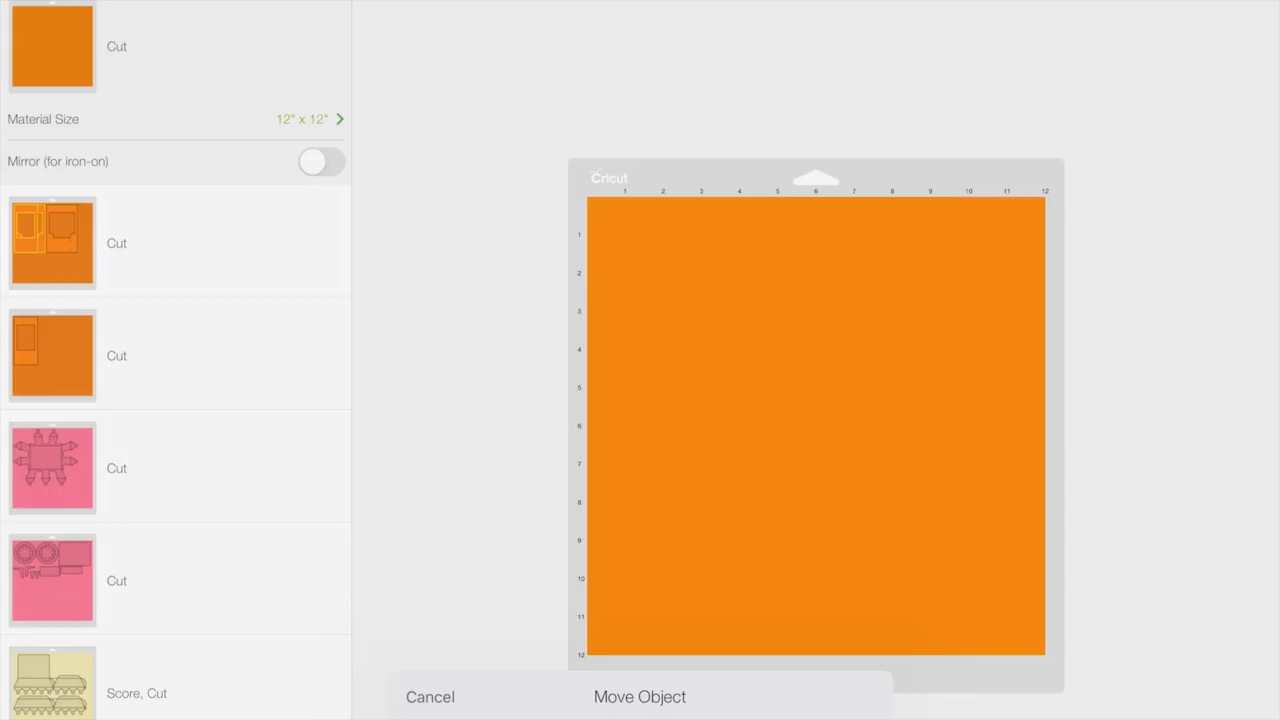 Cut
Material Size 12" x 12"
Mirror (for iron-on)
Cut
Cut
Cut
Cut
Score, Cut
Cricut
1 2 3 4 5 6 7 8 9 10 11 12
1
2
3
4
5
6
7
8
9
10
11
12
Cancel Move Object